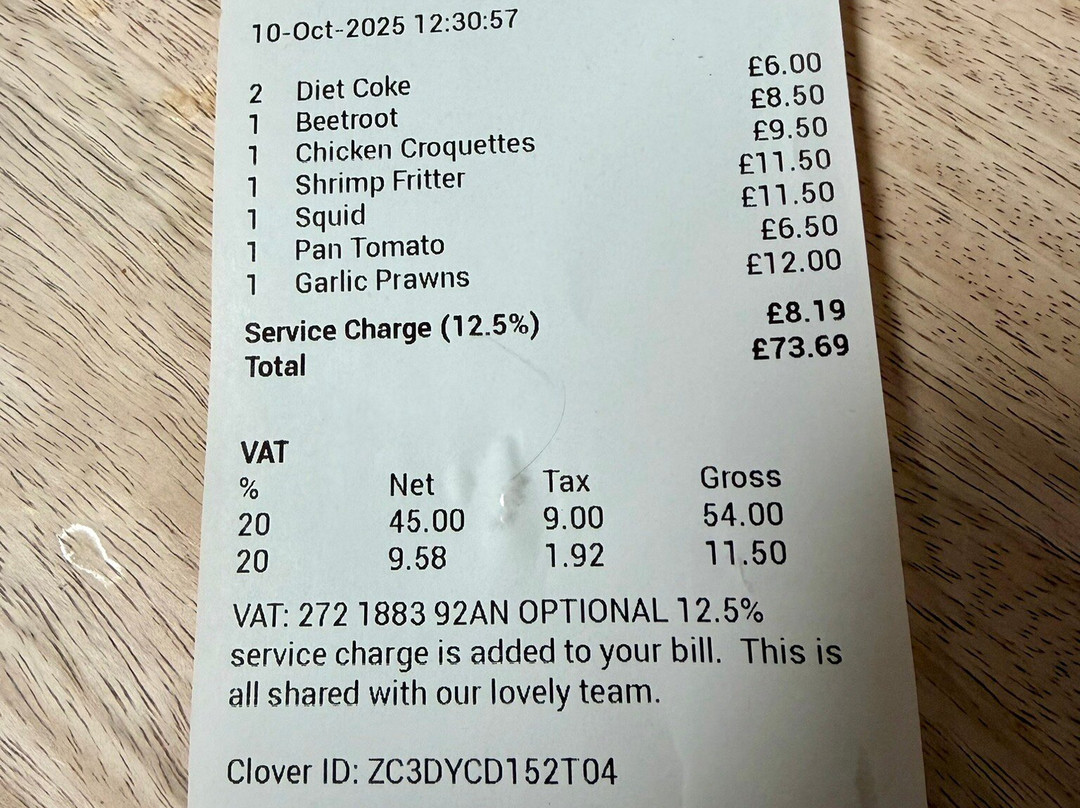 10-Oct-2025 12:30:57
2 Diet Coke £6.00
1 Beetroot £8.50
1 Chicken Croquettes £9.50
1 Shrimp Fritter £11.50
1 Squid £11.50
1 Pan Tomato £6.50
1 Garlic Prawns £12.00
Service Charge (12.5%) £8.19
Total £73.69
VAT
% Net Tax Gross
20 45.00 9.00 54.00
20 9.58 1.92 11.50
VAT: 272 1883 92AN OPTIONAL 12.5%
service charge is added to your bill. This is
all shared with our lovely team.
Clover ID: ZC3DYCD152T04